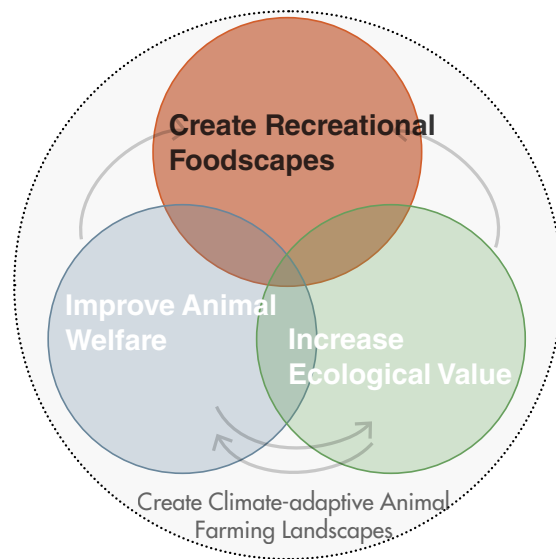 Create Recreational
Foodscapes
Improve Animal
Welfare
Increase
Ecological Value
Create Climate-adaptive Animal
Farming Landscapes